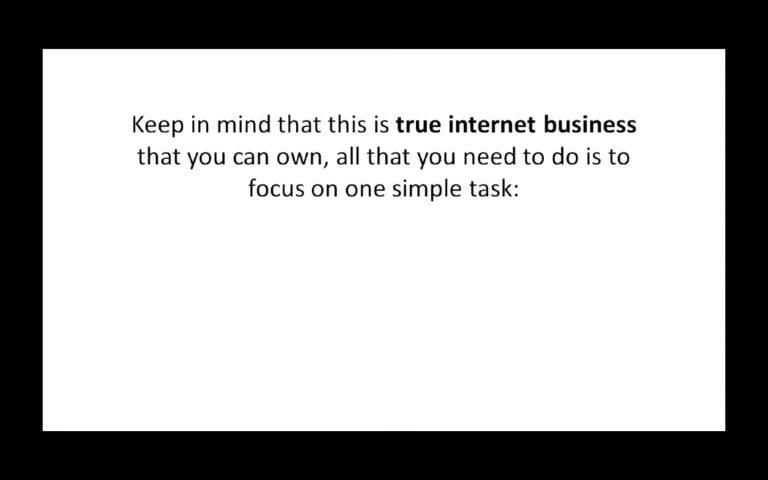 Keep in mind that this is true internet business
that you can own, all that you need to do is to
focus on one simple task: